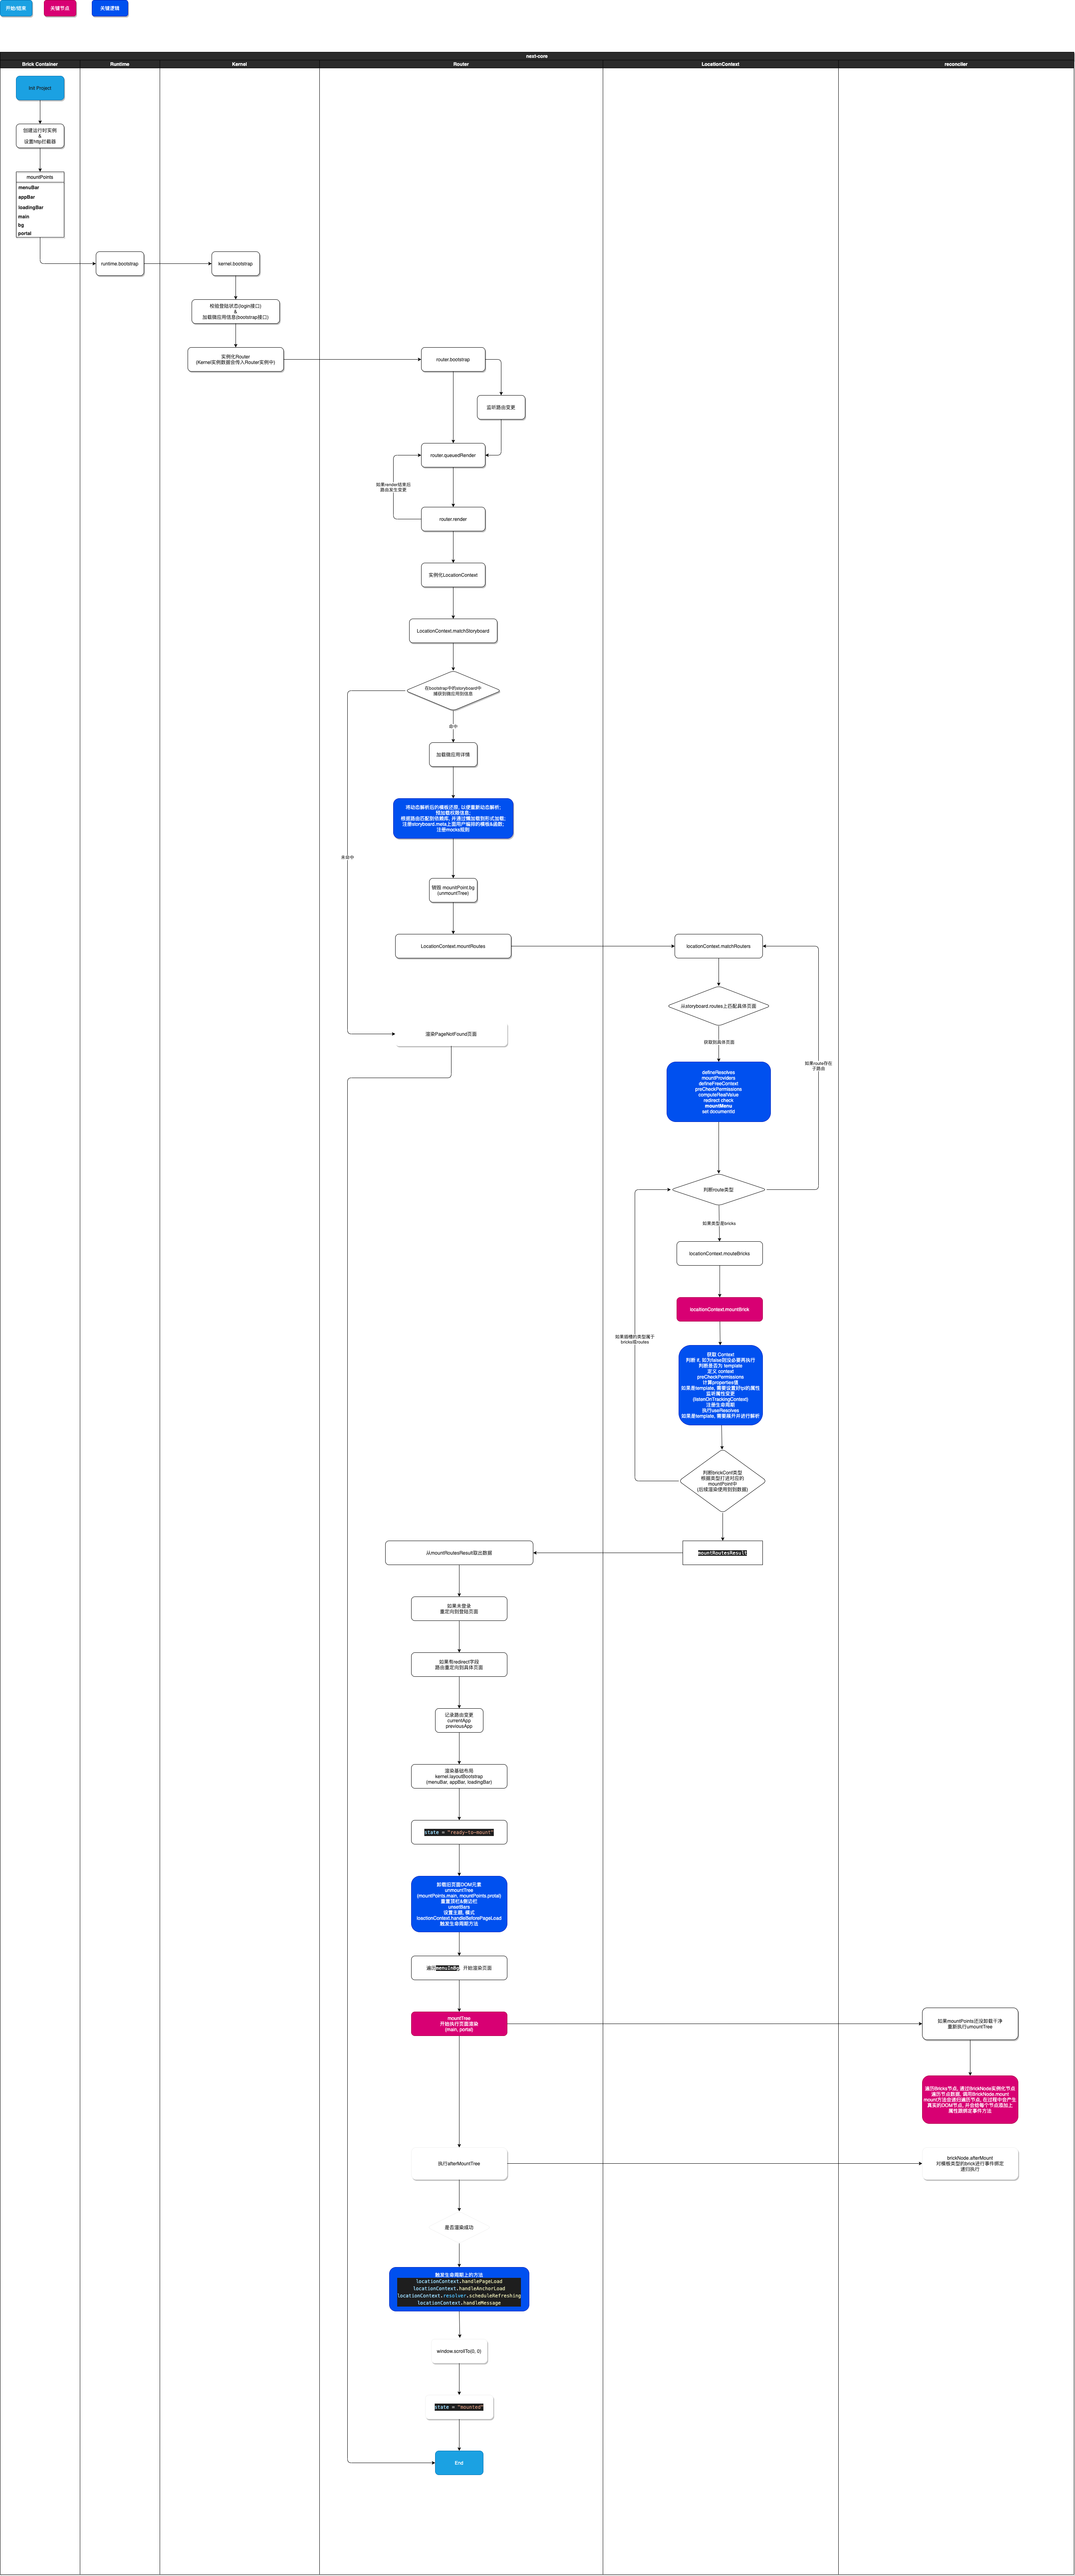 开始/结束
关键节点
关键逻辑
next-core
Brick Container
Runtime
Kernel
Router
LocationContext
reconciler
Init Project
创建运行时实例
&
设置http拦截器
mountPoints
menuBar
appBar
loadingBar
main
bg
portal
runtime.bootstrap
kernel.bootstrap
校验登陆状态(login接口)
&
加载微应用信息(bootstrap接口)
实例化Router
(Kernel实例数据会传入Router实例中)
router.bootstrap
监听路由变更
router.queuedRender
如果render结束后
路由发生变更
router.render
实例化LocationContext
LocationContext.matchStoryboard
在bootstrap中的storyboard中
捕获到微应用到信息
命中
加载微应用详情
将动态解析后的模板还原, 以便重新动态解析;
预加载权限信息;
根据路由匹配到依赖库, 并通过懒加载到形式加载;
注册storyboard.meta上面用户编排的模板&函数;
注册mocks规则
未命中
销毁 mountPoint.bg
(unmountTree)
LocationContext.mountRoutes
locationContext.matchRouters
从storyboard.routes上匹配具体页面
渲染PageNotFound页面
获取到具体页面
如果route存在
子路由
defineResolves
mountProviders
defineFreeContext
preCheckPermissions
computeRealValue
redirect check
mountMenu
set documentId
判断route类型
如果类型是bricks
locationContext.mouteBricks
locationContext.mountBrick
如果插槽的类型属于
bricks或routes
获取 Context
判断 if, 如为false则没必要再执行
判断是否为 template
定义 context
preCheckPermissions
计算properties值
如果是template, 需要设置好tpl的属性
监听属性变更
(listenOnTrackingContext)
注册生命周期
执行useResolves
如果是template, 需要展开并进行解析
判断brickConf类型
根据类型打进对应的
mountPoint中
(后续渲染使用到到数据)
从mountRoutesResult取出数据
mountRoutesResult
如果未登录
重定向到登陆页面
如果有redirect字段
路由重定向到具体页面
记录路由变更
currentApp
previousApp
渲染基础布局
kernel.layoutBootstrap
(menuBar, appBar, loadingBar)
state = "ready-to-mount"
卸载旧页面DOM元素
unmountTree
(mountPoints.main, mountPoints.protal)
重置顶栏&侧边栏
unsetBars
设置主题, 模式
loactionContext.handleBeforePageLoad
触发生命周期方法
遍历menuInBg, 开始渲染页面
mountTree
开始执行页面渲染
(main, portal)
如果mountPoints还没卸载干净
重新执行umountTree
遍历Bricks节点, 通过BrickNode实例化节点
遍历节点数据, 调用BrickNode.mount
mount方法会递归遍历节点, 在过程中会产生
真实的DOM节点, 并会给每个节点添加上
属性跟绑定事件方法
执行afterMountTree
brickNode.afterMount
对模板类型的brick进行事件绑定
递归执行
是否渲染成功
触发生命周期上的方法
locationContext.handlePageLoad
locationContext.handleAnchorLoad
locationContext.resolver.scheduleRefreshing
locationContext.handleMessage
window.scrollTo(0, 0)
state = "mounted"
End